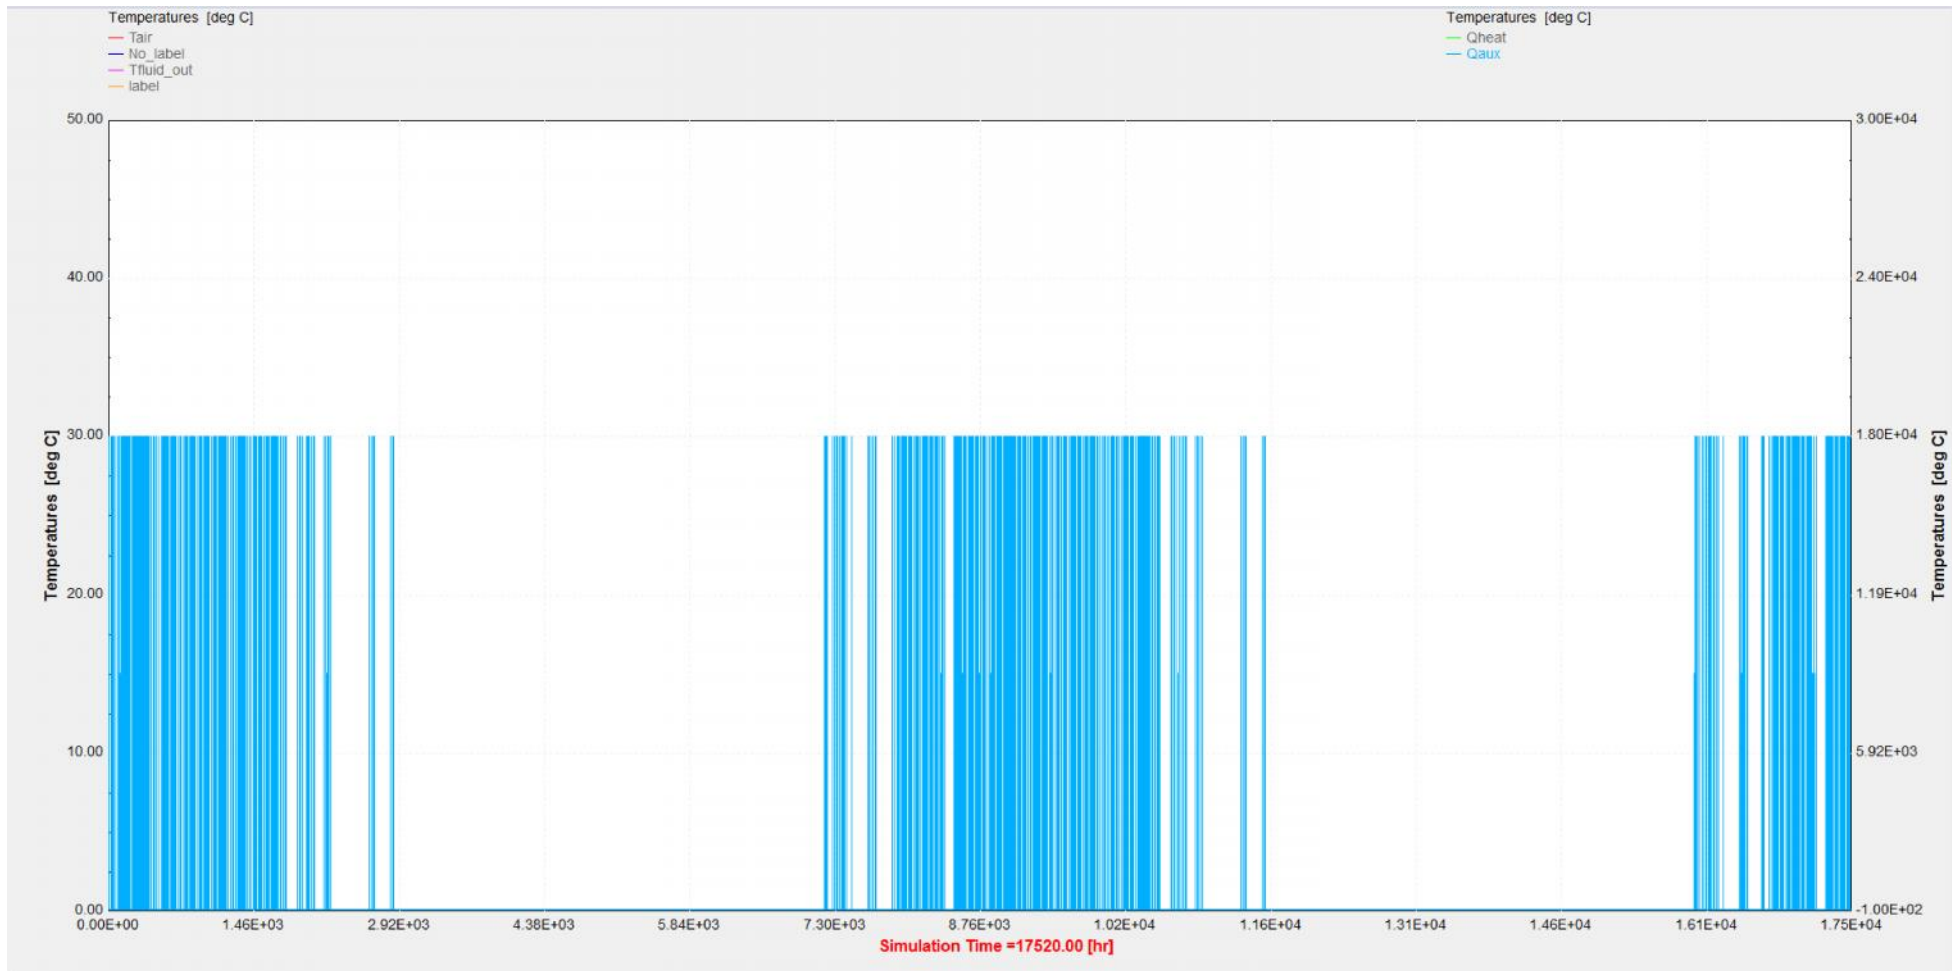 Temperatures [deg C]
Tair
No_label
Tfluid_out
label
Temperatures [deg C]
Qheat
Qaux
50.00
40.00
30.00
20.00
10.00
0.00
Temperatures [deg C]
3.00E+04
2.40E+04
1.80E+04
1.19E+04
5.92E+03
-1.00E+02
Temperatures [deg C]
0.00E+00 1.46E+03 2.92E+03 4.38E+03 5.84E+03 7.30E+03 8.76E+03 1.02E+04 1.16E+04 1.31E+04 1.46E+04 1.61E+04 1.75E+04
Simulation Time =17520.00 [hr]